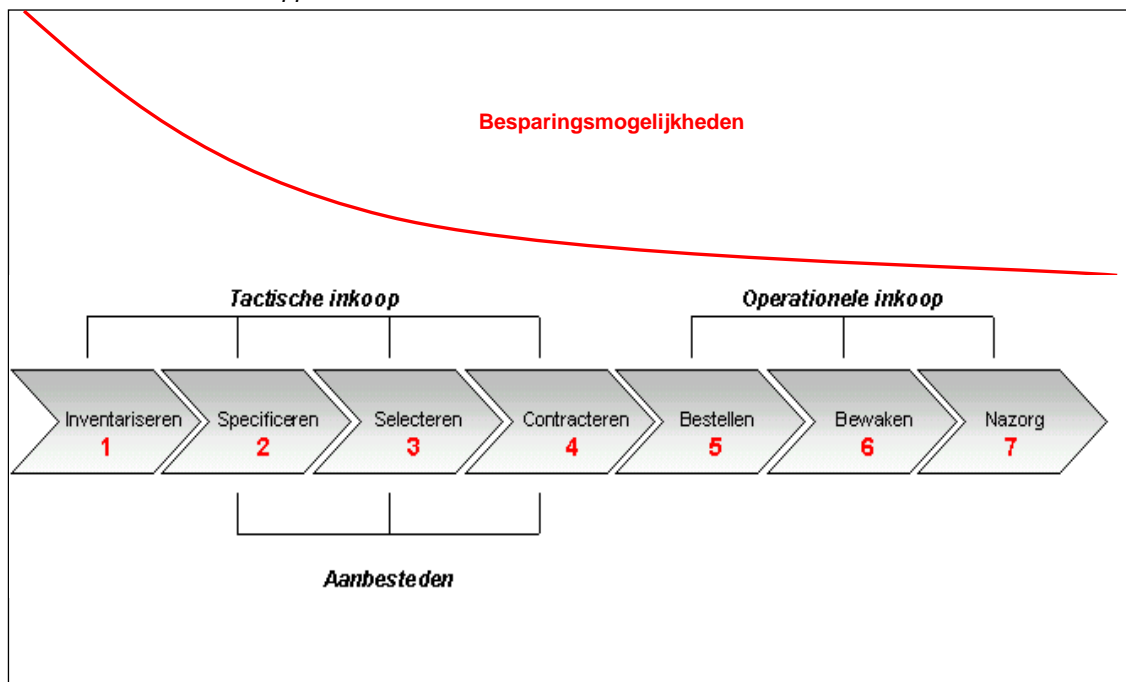 Besparingsmogelijkheden
Tactische inkoop
Operationele inkoop
Inventariseren
1
Specificeren
2
Selecteren
3
Contracteren
4
Bestellen
5
Bewaken
6
Nazorg
7
Aanbesteden